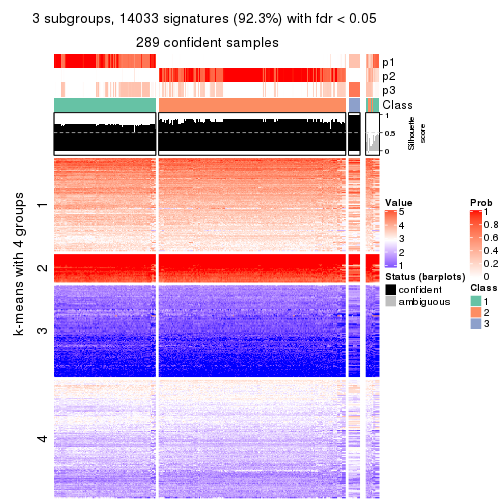 3 subgroups, 14033 signatures (92.3%) with fdr < 0.05
289 confident samples
p1
p2
p3
Class
1
0.5
0
Silhouette
score
k-means with 4 groups
1
2
3
4
Value
5
4
3
2
1
Status (barplots)
confident
ambiguous
Prob
1
0.8
0.6
0.4
0.2
0
Class
1
2
3